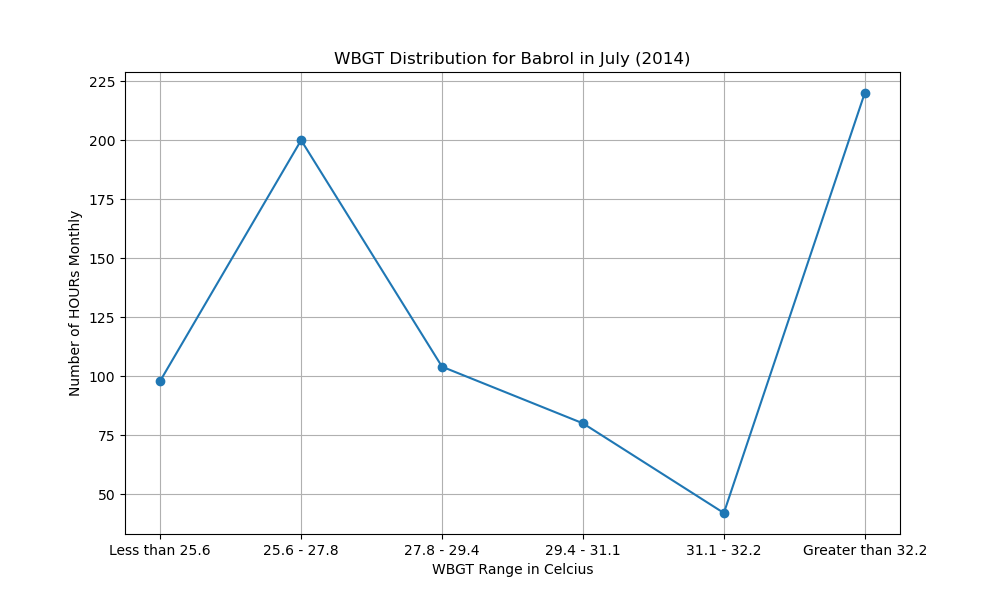 WBGT Distribution for Babrol in July (2014)
Number of HOURs Monthly
225
200
175
150
125
100
75
50
Less than 25.6
25.6 - 27.8
27.8 - 29.4
29.4 - 31.1
31.1 - 32.2
Greater than 32.2
WBGT Range in Celcius